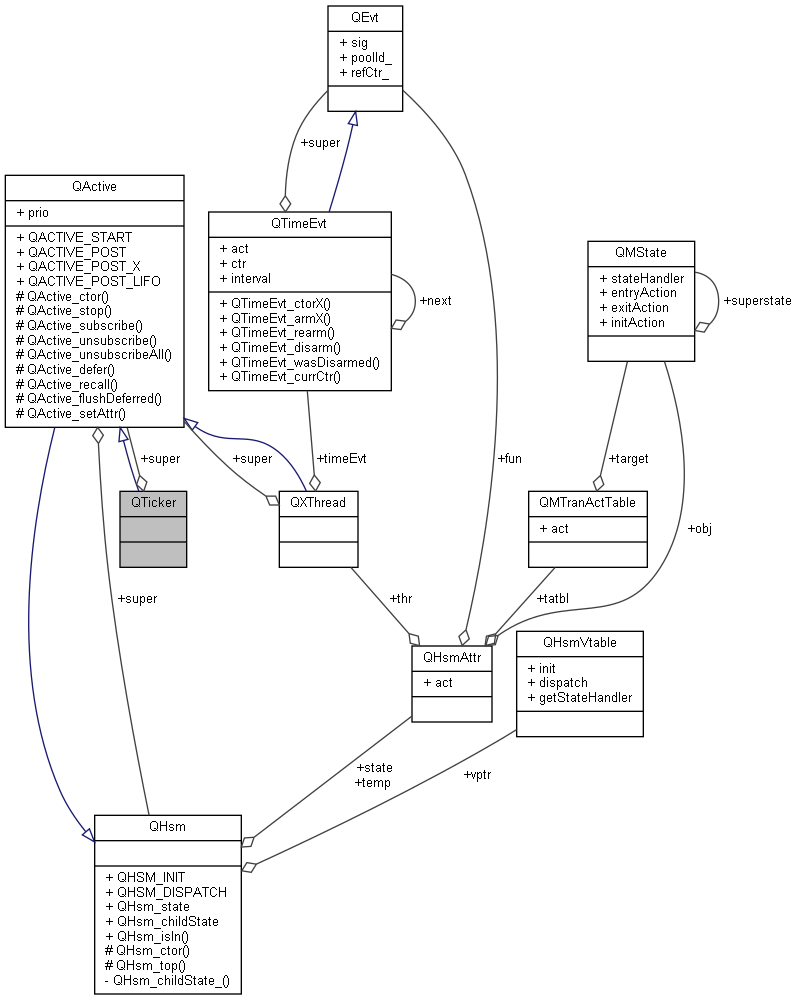 QEvt
+ sig
+ poolId_
+ refCtr_
+super
QActive
+ prio
+ QACTIVE_START
+ QACTIVE_POST
+ QACTIVE_POST_X
+ QACTIVE_POST_LIFO
# QActive_ctor()
# QActive_stop()
# QActive_subscribe()
# QActive_unsubscribe()
# QActive_unsubscribeAll()
# QActive_defer()
# QActive_recall()
# QActive_flushDeferred()
# QActive_setAttr()
QTimeEvt
+ act
+ ctr
+ interval
+ QTimeEvt_ctorX()
+ QTimeEvt_armX()
+ QTimeEvt_rearm()
+ QTimeEvt_disarm()
+ QTimeEvt_wasDisarmed()
+ QTimeEvt_currCtr()
+next
QMState
+ stateHandler
+ entryAction
+ exitAction
+ initAction
+superstate
+super
+super
+timeEvt
+fun
+target
+obj
QTicker
QXThread
QMTranActTable
+ act
+super
+thr
+tatbl
QHsmAttr
+ act
QHsmVtable
+ init
+ dispatch
+ getStateHandler
+state
+temp
+vptr
QHsm
+ QHSM_INIT
+ QHSM_DISPATCH
+ QHsm_state
+ QHsm_childState
+ QHsm_isIn()
# QHsm_ctor()
# QHsm_top()
- QHsm_childState_()